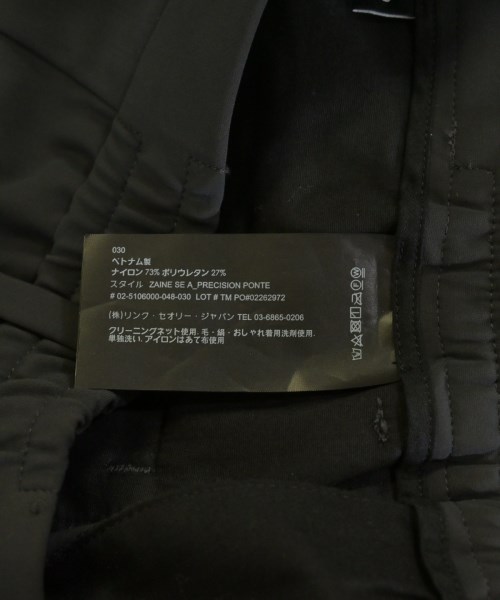 030
ベトナム製
ナイロン 73% ポリウレタン 27%
スタイル ZAINE SE A_PRECISION PONTE
# 02-5106000-048-030 LOT # TM PO#02262972
(株)リンク・セオリー・ジャパン TEL 03-6865-0206
クリーニングネット使用. 毛・絹・おしゃれ着用洗剤使用.
単独洗い. アイロンはあて布使用